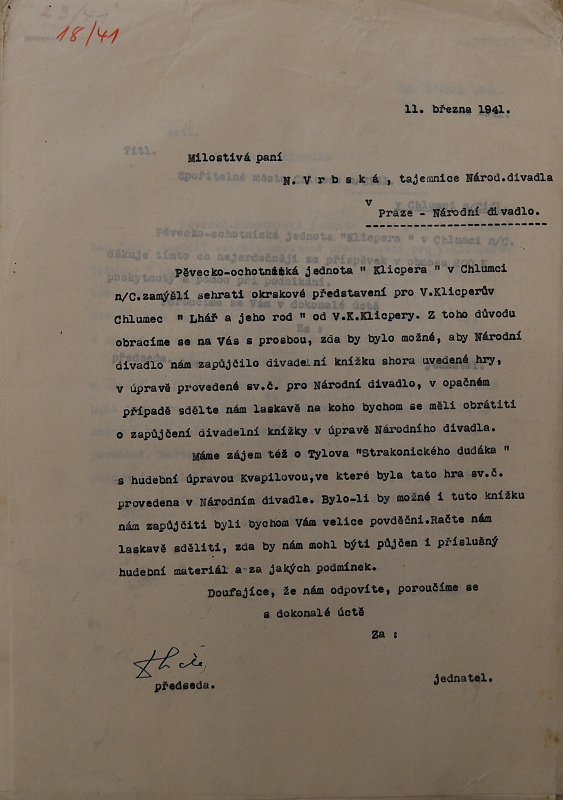 18/41
11. března 1941.
Milostivá paní
N. V r b s k á , tajemnice Národ.divadla
v
Praze - Národní divadlo.
Pěvecko-ochotnická jednota " Klicpera " v Chlumci
n/C.zamýšlí sehrati okrskové představení pro V.Klicperův
Chlumec " Lhář a jeho rod " od V.K.Klicpery. Z toho důvodu
obracíme se na Vás s prosbou, zda by bylo možné, aby Národní
divadlo nám zapůjčilo divadelní knížku shora uvedené hry,
v úpravě provedené sv.č. pro Národní divadlo, v opačném
případě sdělte nám laskavě na koho bychom se měli obrátiti
o zapůjčení divadelní knížky v úpravě Národního divadla.
Máme zájem též o Tylova "Strakonického dudáka "
s hudební úpravou Kvapilovou,ve které byla tato hra sv.č.
provedena v Národním divadle. Bylo-li by možné i tuto knížku
nám zapůjčiti byli bychom Vám velice povděčni.Račte nám
laskavě sděliti, zda by nám mohl býti půjčen i příslušný
hudební materiál a za jakých podmínek.
Doufajíce, že nám odpovíte, poroučíme se
s dokonalé úctě
Za :
předseda.
jednatel.